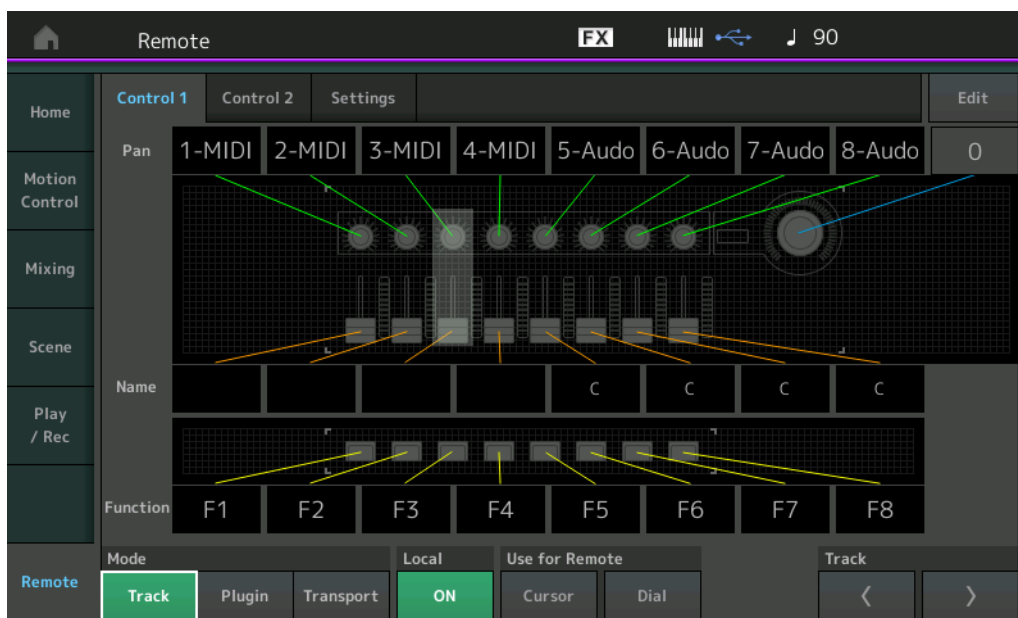 Remote FX 90
Home
Control 1 Control 2 Settings Edit
Pan 1-MIDI 2-MIDI 3-MIDI 4-MIDI 5-Audo 6-Audo 7-Audo 8-Audo 0
Motion
Control
Mixing
Scene
Name C C C C
Play
/ Rec
Function F1 F2 F3 F4 F5 F6 F7 F8
Mode Local Use for Remote Track
Remote Track Plugin Transport ON Cursor Dial 〈 〉